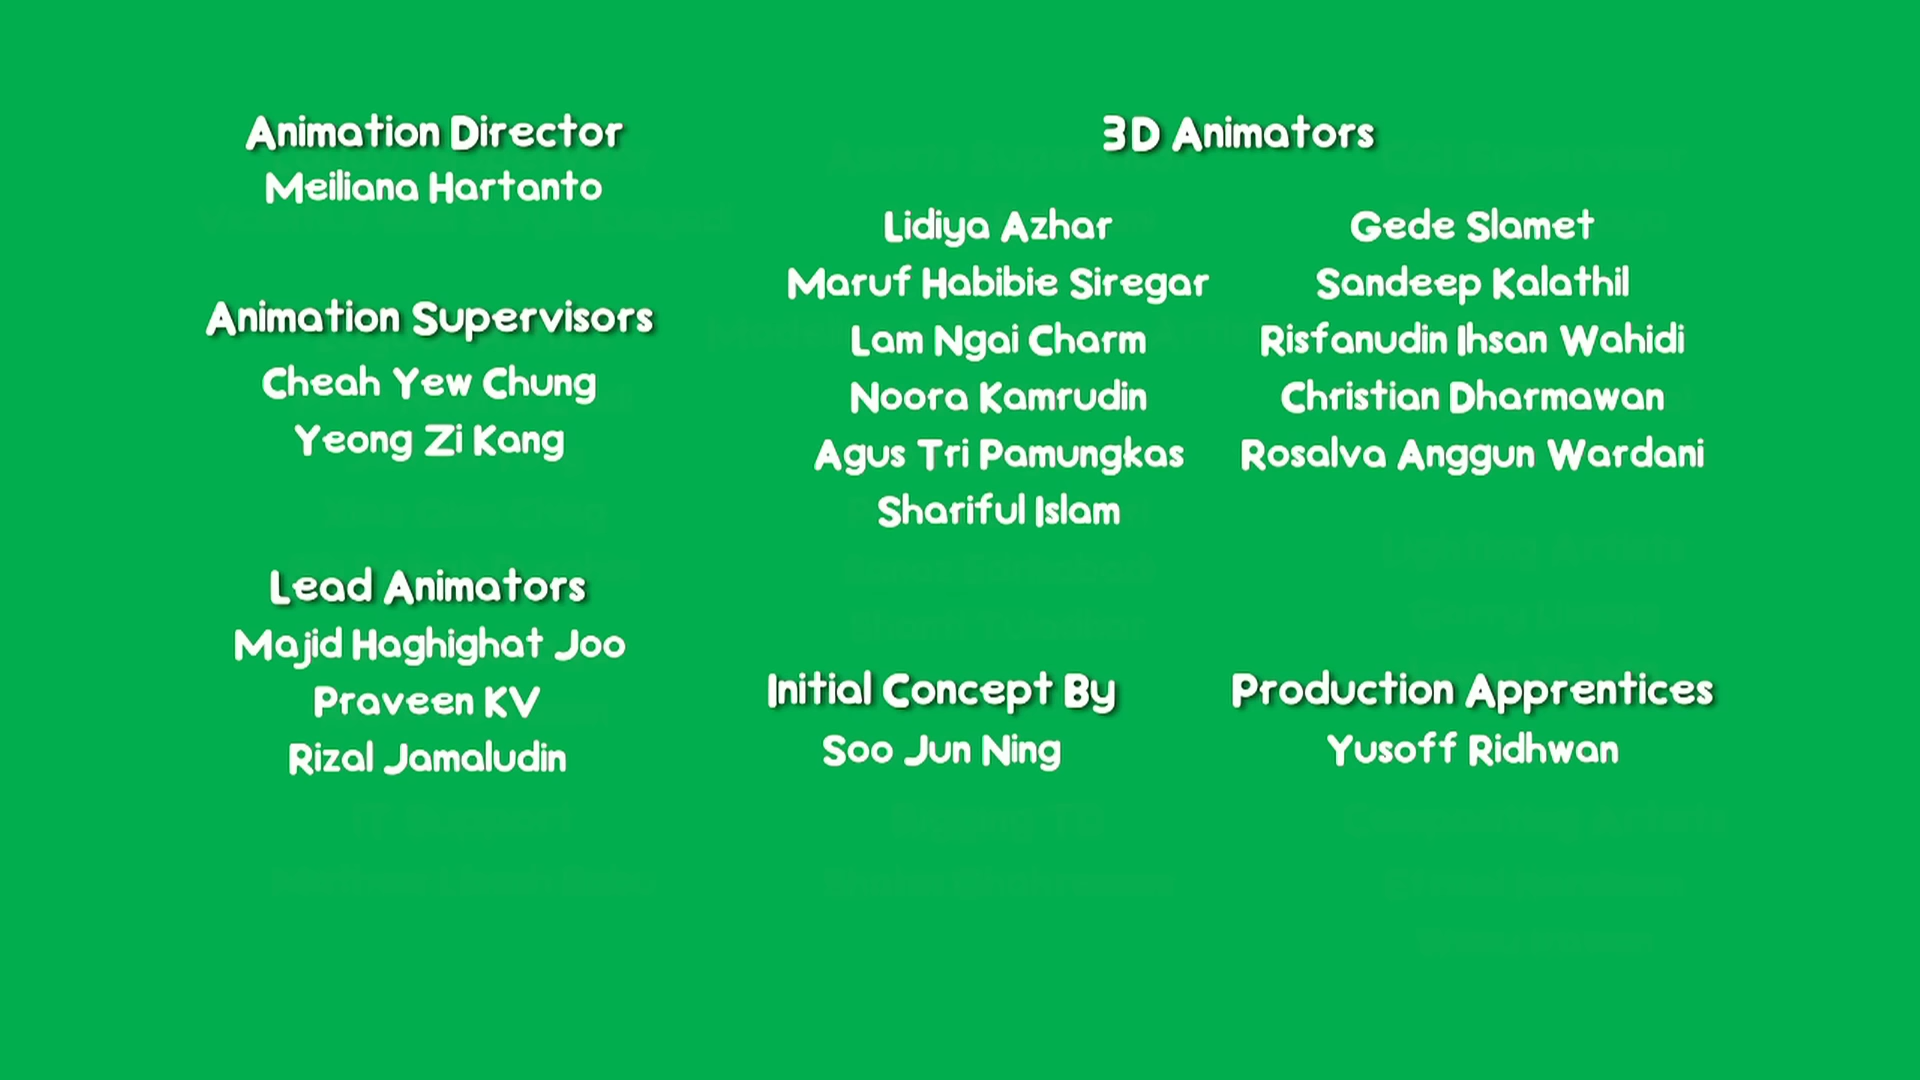 Animation Director
Meiliana Hartanto
Animation Supervisors
Cheah Yew Chung
Yeong Zi Kang
Lead Animators
Majid Haghighat Joo
Praveen KV
Rizal Jamaludin
3D Animators
Lidiya Azhar
Maruf Habibie Siregar
Lam Ngai Charm
Noora Kamrudin
Agus Tri Pamungkas
Shariful Islam
Gede Slamet
Sandeep Kalathil
Risfanudin Ihsan Wahidi
Christian Dharmawan
Rosalva Anggun Wardani
Initial Concept By
Soo Jun Ning
Production Apprentices
Yusoff Ridhwan